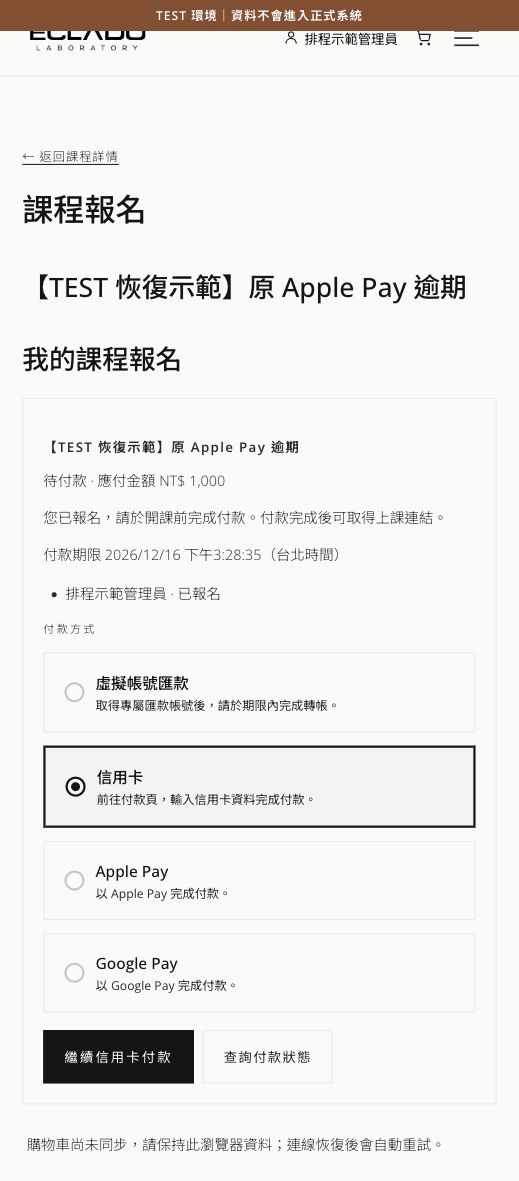 TEST 環境｜資料不會進入正式系統
ECLADO
LABORATORY
排程示範管理員
← 返回課程詳情
課程報名
【TEST 恢復示範】原 Apple Pay 逾期
我的課程報名
【TEST 恢復示範】原 Apple Pay 逾期
待付款 · 應付金額 NT$ 1,000
您已報名，請於開課前完成付款。付款完成後可取得上課連結。
付款期限 2026/12/16 下午3:28:35（台北時間）
• 排程示範管理員 · 已報名
付款方式
虛擬帳號匯款
取得專屬匯款帳號後，請於期限內完成轉帳。
信用卡
前往付款頁，輸入信用卡資料完成付款。
Apple Pay
以 Apple Pay 完成付款。
Google Pay
以 Google Pay 完成付款。
繼續信用卡付款
查詢付款狀態
購物車尚未同步，請保持此瀏覽器資料；連線恢復後會自動重試。